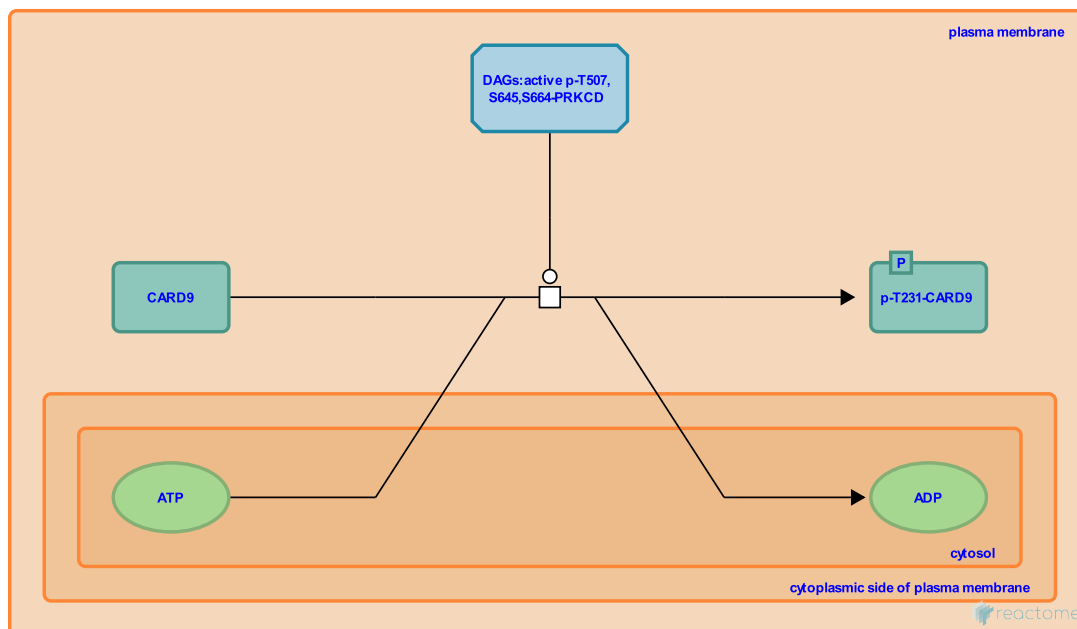 plasma membrane
DAGs:active p-T507,
S645,S664-PRKCD
CARD9
P
p-T231-CARD9
ATP
ADP
cytosol
cytoplasmic side of plasma membrane
reactome